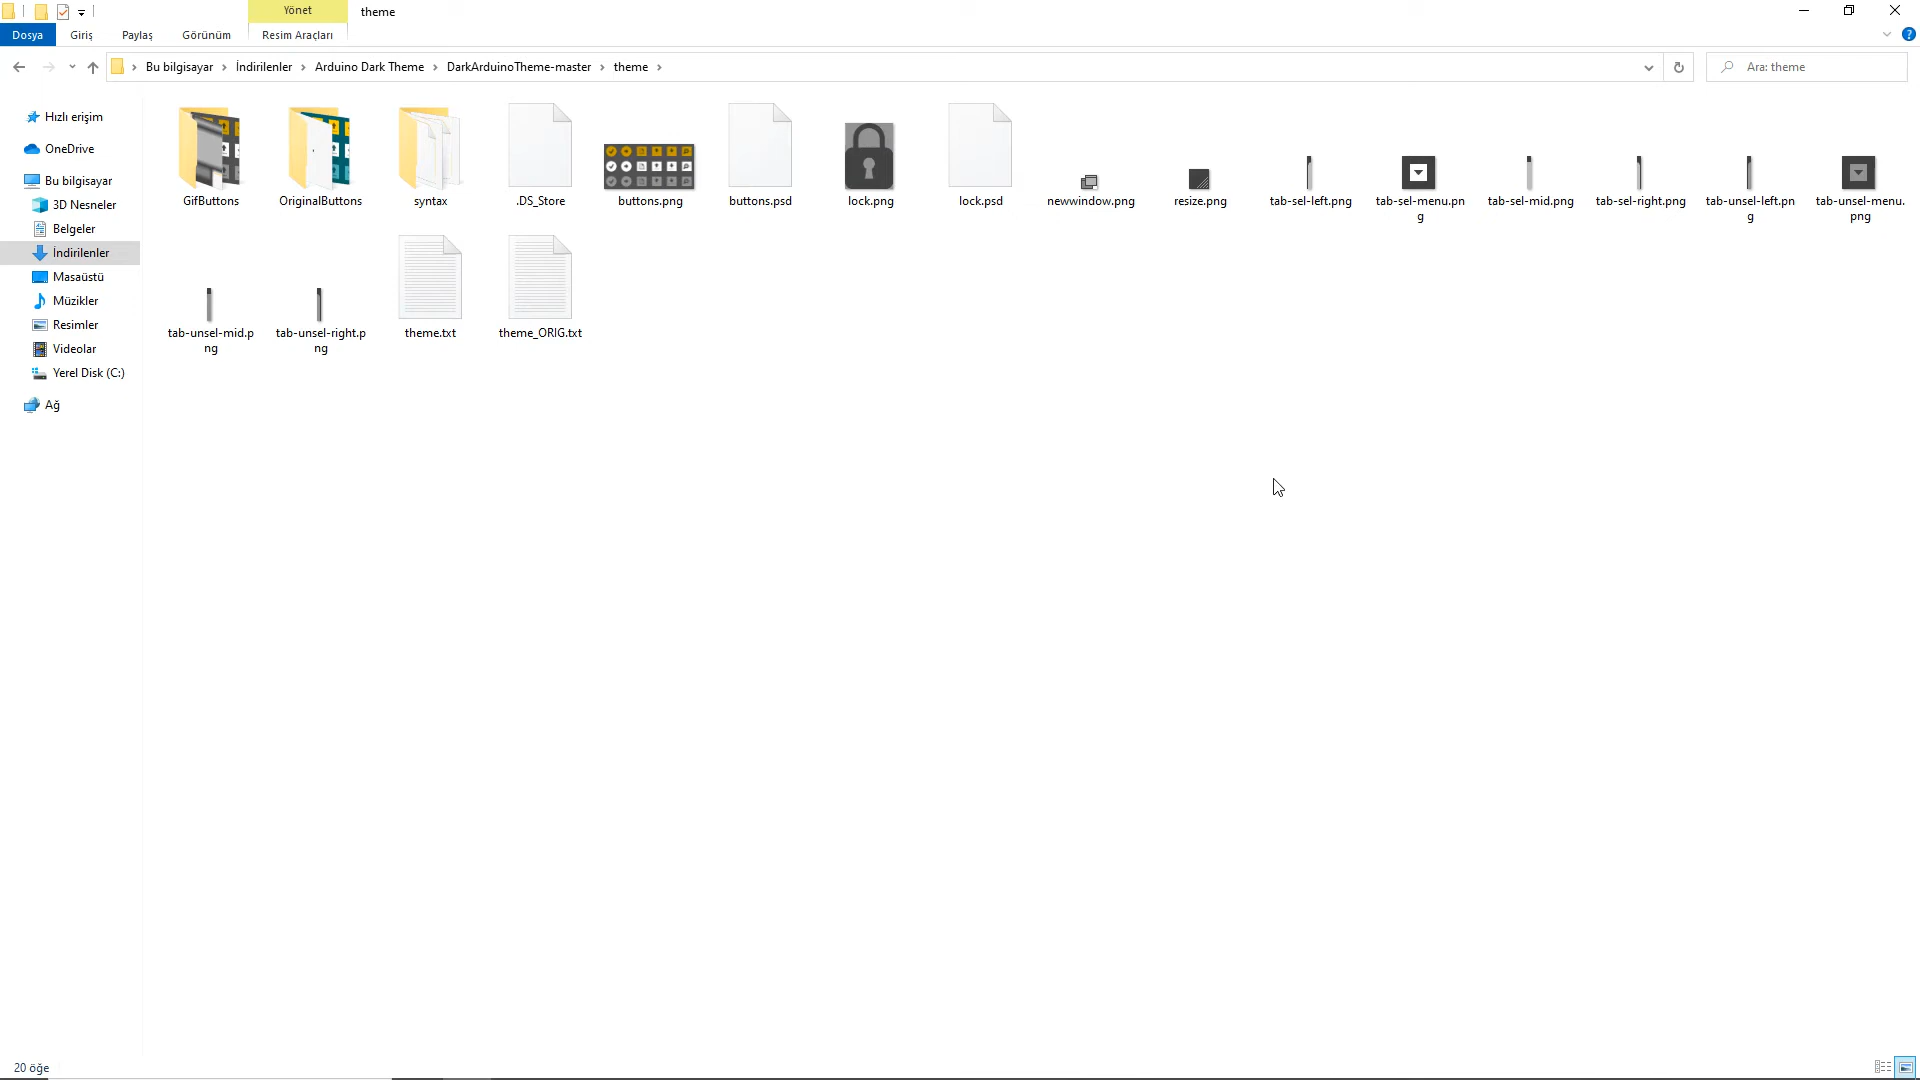 Yönet
theme
Dosya
Giriş
Paylaş
Görünüm
Resim Araçları
?
Bu bilgisayar
İndirilenler
Arduino Dark Theme
DarkArduinoTheme-master
theme
Ara: theme
Hızlı erişim
OneDrive
Bu bilgisayar
3D Nesneler
Belgeler
İndirilenler
Masaüstü
Müzikler
Resimler
Videolar
Yerel Disk (C:)
Ağ
GifButtons
OriginalButtons
syntax
.DS_Store
buttons.png
buttons.psd
lock.png
lock.psd
newwindow.png
resize.png
tab-sel-left.png
tab-sel-menu.pn
g
tab-sel-mid.png
tab-sel-right.png
tab-unsel-left.pn
g
tab-unsel-menu.
png
tab-unsel-mid.p
ng
tab-unsel-right.p
ng
theme.txt
theme_ORIG.txt
20 öğe